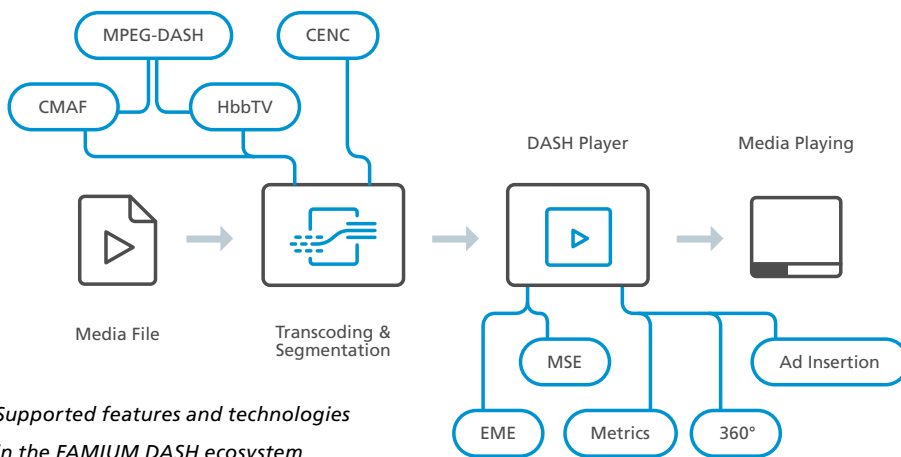 MPEG-DASH
CENC
CMAF
HbbTV
DASH Player
Media Playing
Media File
Transcoding &
Segmentation
MSE
Ad Insertion
EME
Metrics
360°
Supported features and technologies
in the FAMIUM DASH ecosystem